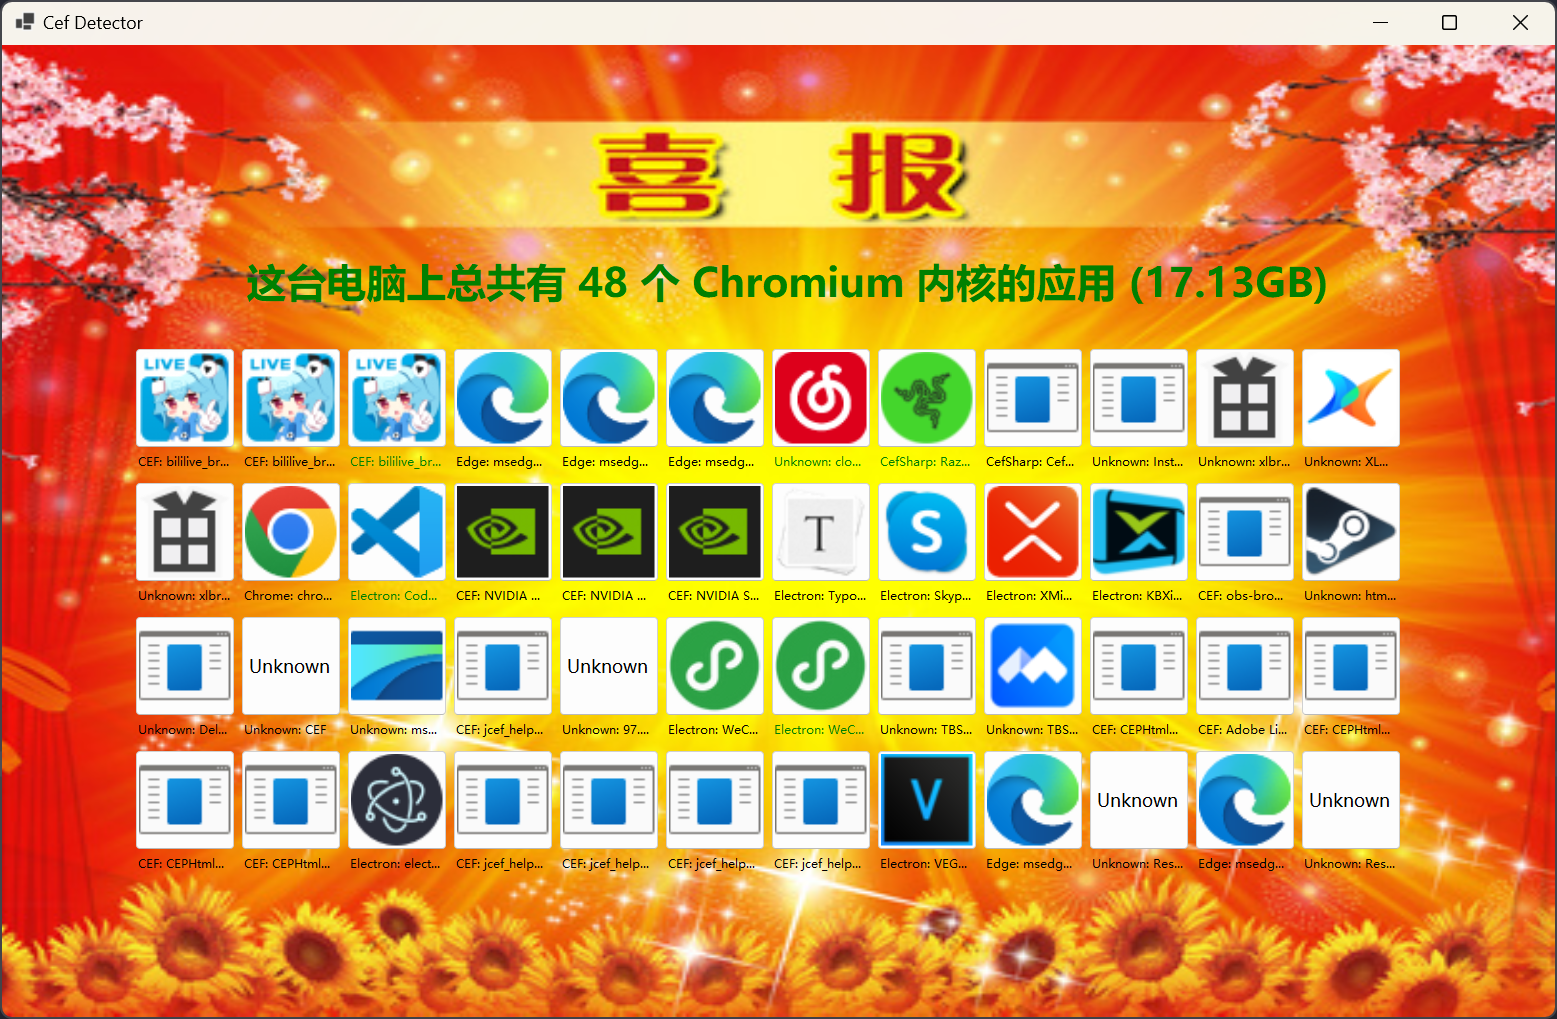 Cef Detector
喜报
这台电脑上总共有 48 个 Chromium 内核的应用 (17.13GB)
LIVE LIVE LIVE
CEF: bililive_br... CEF: bililive_br... CEF: bililive_br... Edge: msedg... Edge: msedg... Edge: msedg... Unknown: clo... CefSharp: Raz... CefSharp: Cef... Unknown: Inst... Unknown: xlbr... Unknown: XL...
T S
Unknown: xlbr... Chrome: chro... Electron: Cod... CEF: NVIDIA ... CEF: NVIDIA ... CEF: NVIDIA S... Electron: Typo... Electron: Skyp... Electron: XMi... Electron: KBXi... CEF: obs-bro... Unknown: htm...
Unknown Unknown
Unknown: Del... Unknown: CEF Unknown: ms... CEF: jcef_help... Unknown: 97.... Electron: WeC... Electron: WeC... Unknown: TBS... Unknown: TBS... CEF: CEPHtml... CEF: Adobe Li... CEF: CEPHtml...
V Unknown Unknown
CEF: CEPHtml... CEF: CEPHtml... Electron: elect... CEF: jcef_help... CEF: jcef_help... CEF: jcef_help... CEF: jcef_help... Electron: VEG... Edge: msedg... Unknown: Res... Edge: msedg... Unknown: Res...